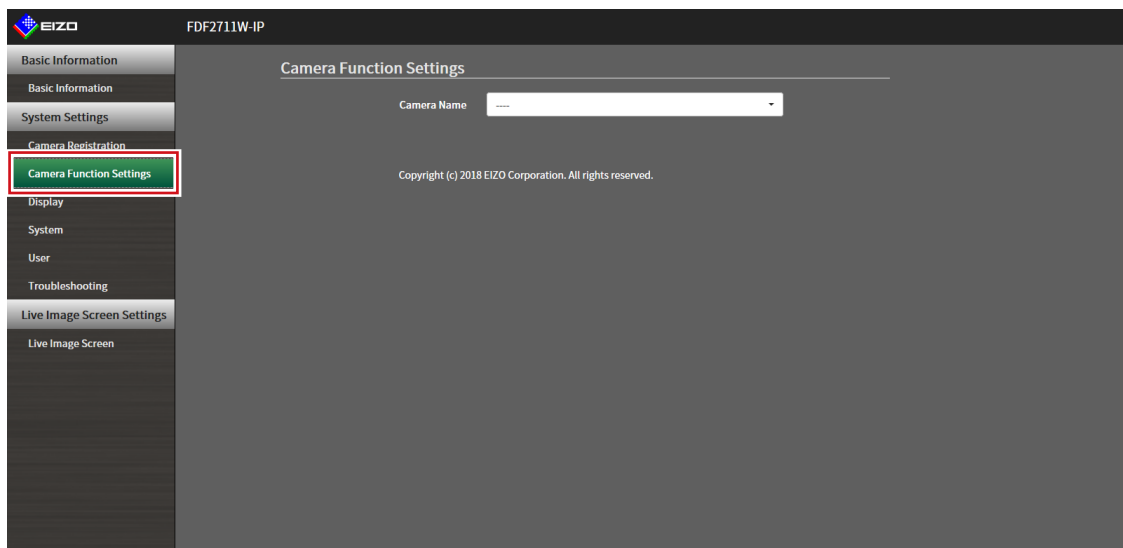 EIZO
FDF2711W-IP
Basic Information
Basic Information
System Settings
Camera Registration
Camera Function Settings
Display
System
User
Troubleshooting
Live Image Screen Settings
Live Image Screen
Camera Function Settings
Camera Name ----
Copyright (c) 2018 EIZO Corporation. All rights reserved.